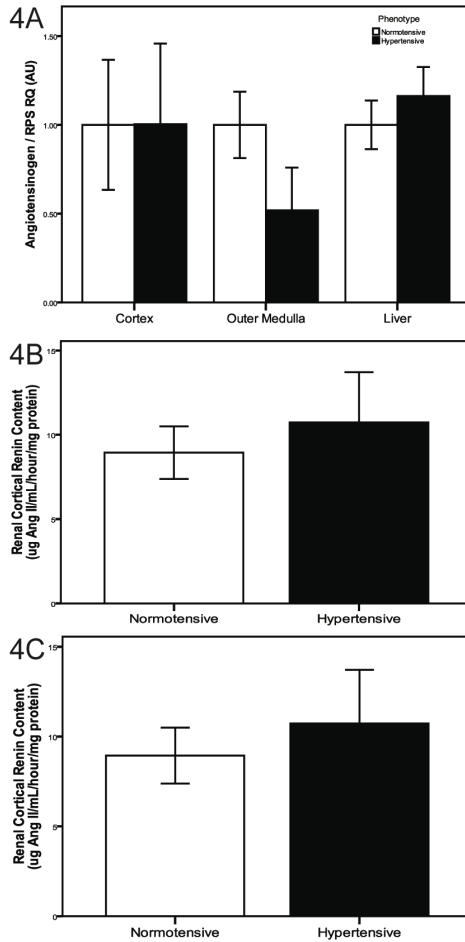 4A
Angiotensinogen / RPS RQ (AU)
1.50
1.00
0.50
0.00
Phenotype
Normotensive
Hypertensive
Cortex
Outer Medulla
Liver
4B
Renal Cortical Renin Content
(ug Ang II/mL/hour/mg protein)
15
10
5
0
Normotensive
Hypertensive
4C
Renal Cortical Renin Content
(ug Ang II/mL/hour/mg protein)
15
10
5
0
Normotensive
Hypertensive